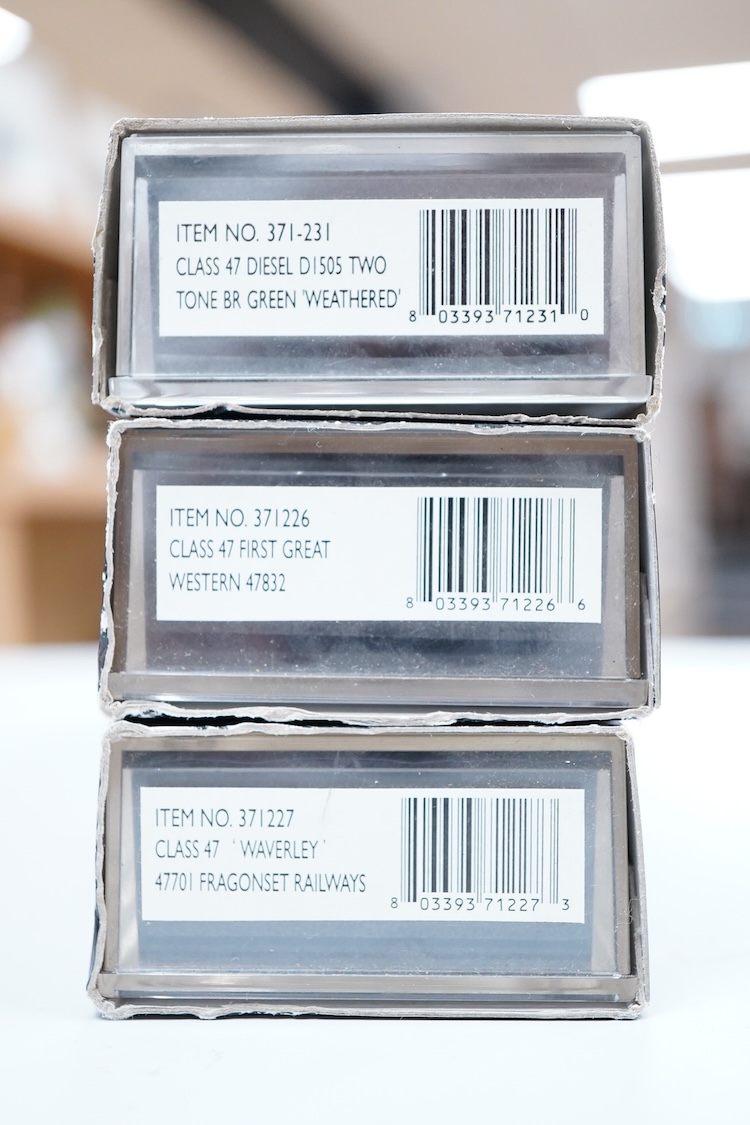 ITEM NO. 371-231
CLASS 47 DIESEL D1505 TWO
TONE BR GREEN 'WEATHERED'
8 03393 71231 0
ITEM NO. 371226
CLASS 47 FIRST GREAT
WESTERN 47832
8 03393 71226 6
ITEM NO. 371227
CLASS 47 ' WAVERLEY '
47701 FRAGONSET RAILWAYS
8 03393 71227 3